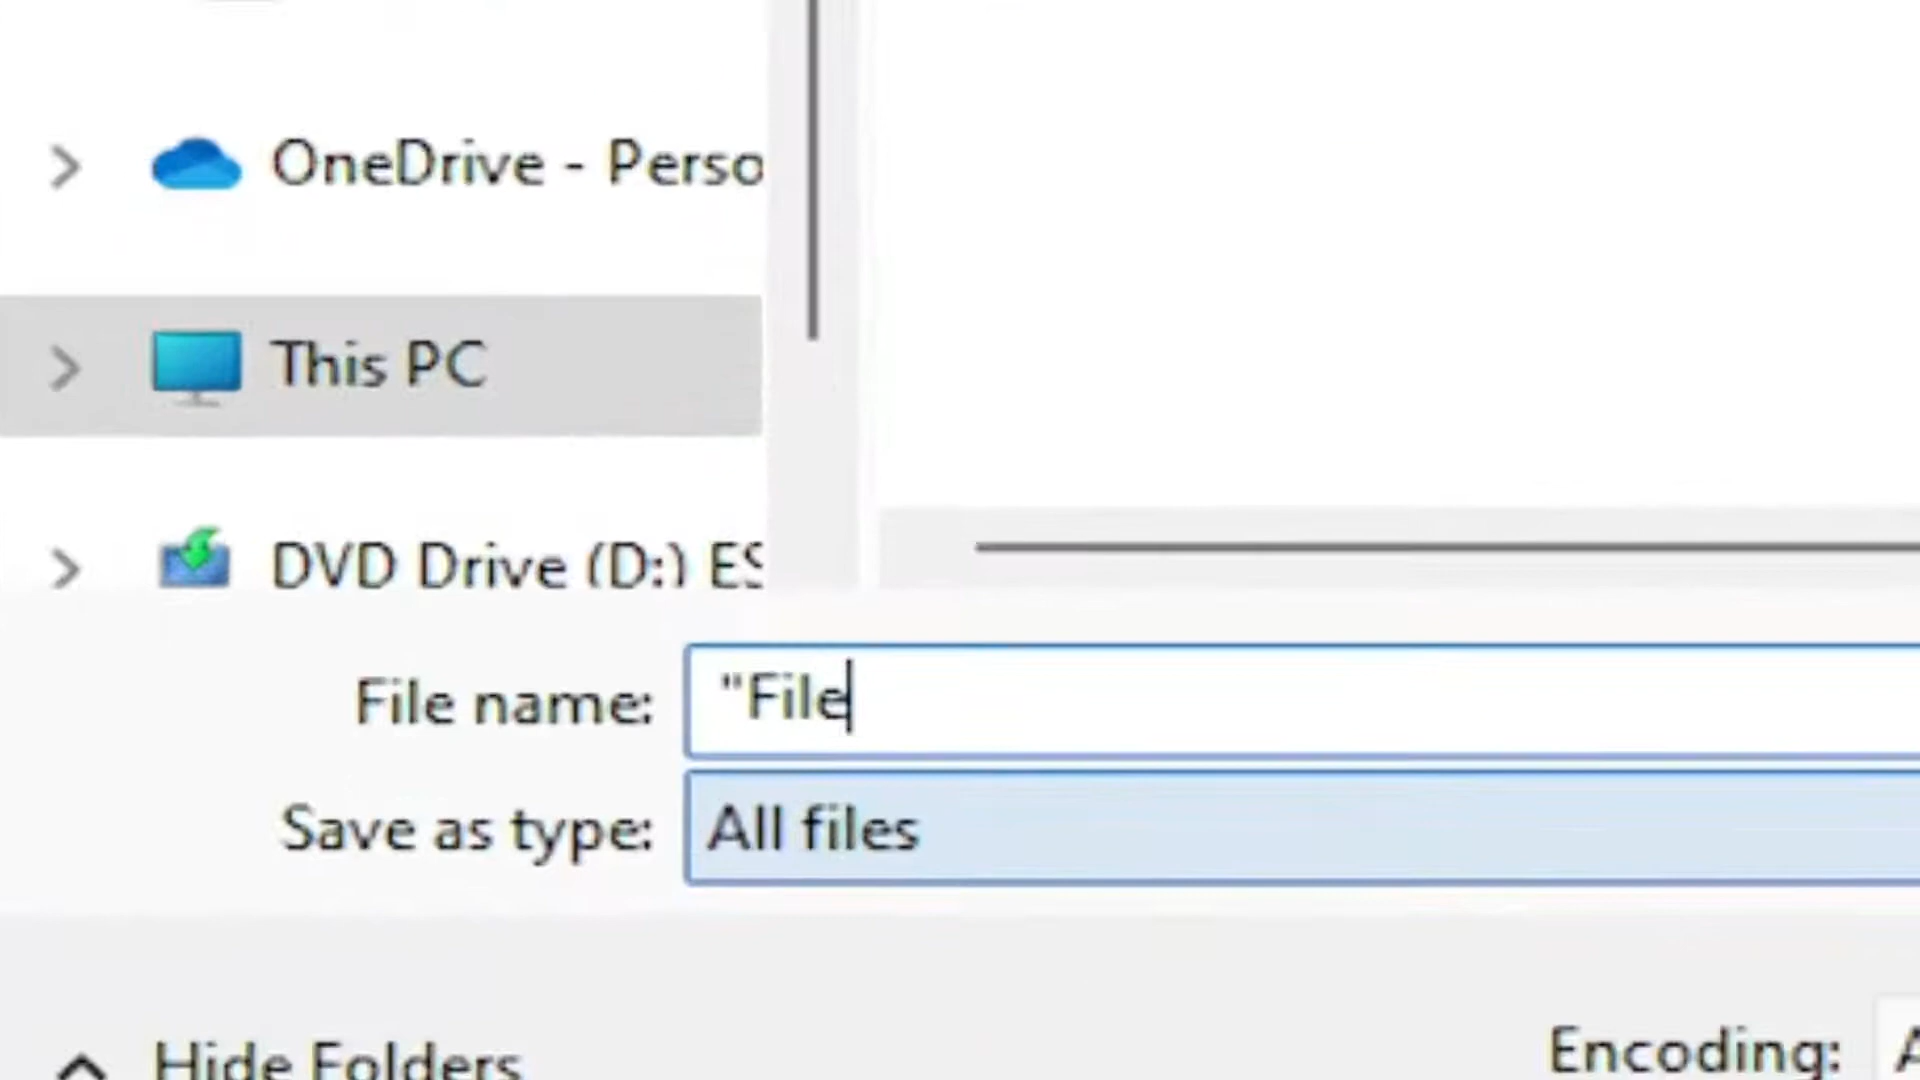 OneDrive - Perso
This PC
DVD Drive (D:) ES
File name: "File
Save as type: All files
Hide Folders
Encoding: A